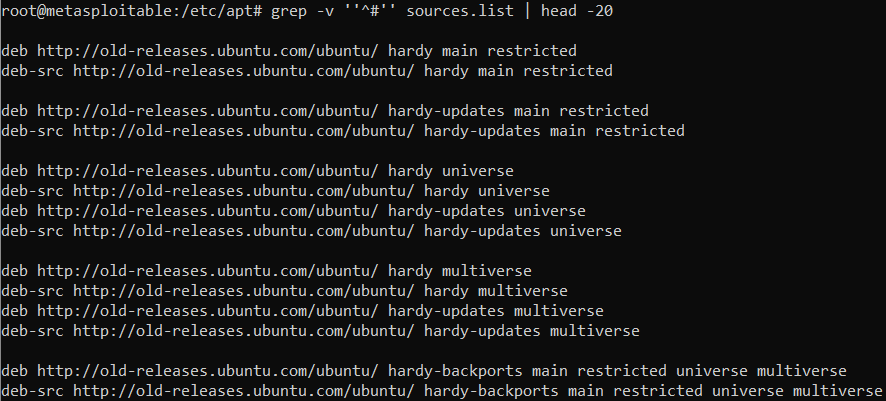 root@metasploitable:/etc/apt# grep -v ''^#'' sources.list | head -20
deb http://old-releases.ubuntu.com/ubuntu/ hardy main restricted
deb-src http://old-releases.ubuntu.com/ubuntu/ hardy main restricted
deb http://old-releases.ubuntu.com/ubuntu/ hardy-updates main restricted
deb-src http://old-releases.ubuntu.com/ubuntu/ hardy-updates main restricted
deb http://old-releases.ubuntu.com/ubuntu/ hardy universe
deb-src http://old-releases.ubuntu.com/ubuntu/ hardy universe
deb http://old-releases.ubuntu.com/ubuntu/ hardy-updates universe
deb-src http://old-releases.ubuntu.com/ubuntu/ hardy-updates universe
deb http://old-releases.ubuntu.com/ubuntu/ hardy multiverse
deb-src http://old-releases.ubuntu.com/ubuntu/ hardy multiverse
deb http://old-releases.ubuntu.com/ubuntu/ hardy-updates multiverse
deb-src http://old-releases.ubuntu.com/ubuntu/ hardy-updates multiverse
deb http://old-releases.ubuntu.com/ubuntu/ hardy-backports main restricted universe multiverse
deb-src http://old-releases.ubuntu.com/ubuntu/ hardy-backports main restricted universe multiverse